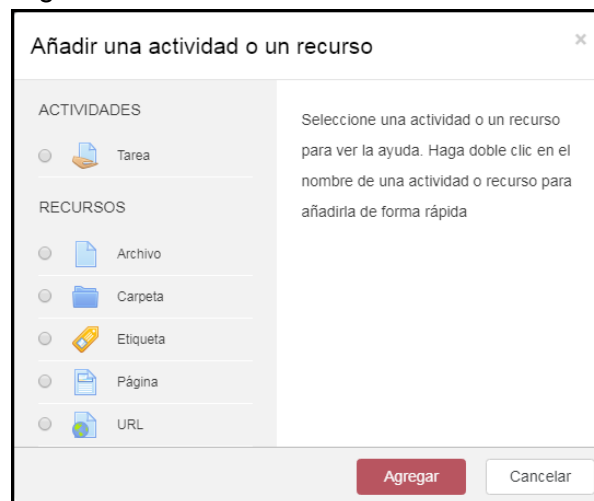 Añadir una actividad o un recurso
×
ACTIVIDADES
Tarea
RECURSOS
Archivo
Carpeta
Etiqueta
Página
URL
Seleccione una actividad o un recurso
para ver la ayuda. Haga doble clic en el
nombre de una actividad o recurso para
añadirla de forma rápida
Agregar
Cancelar